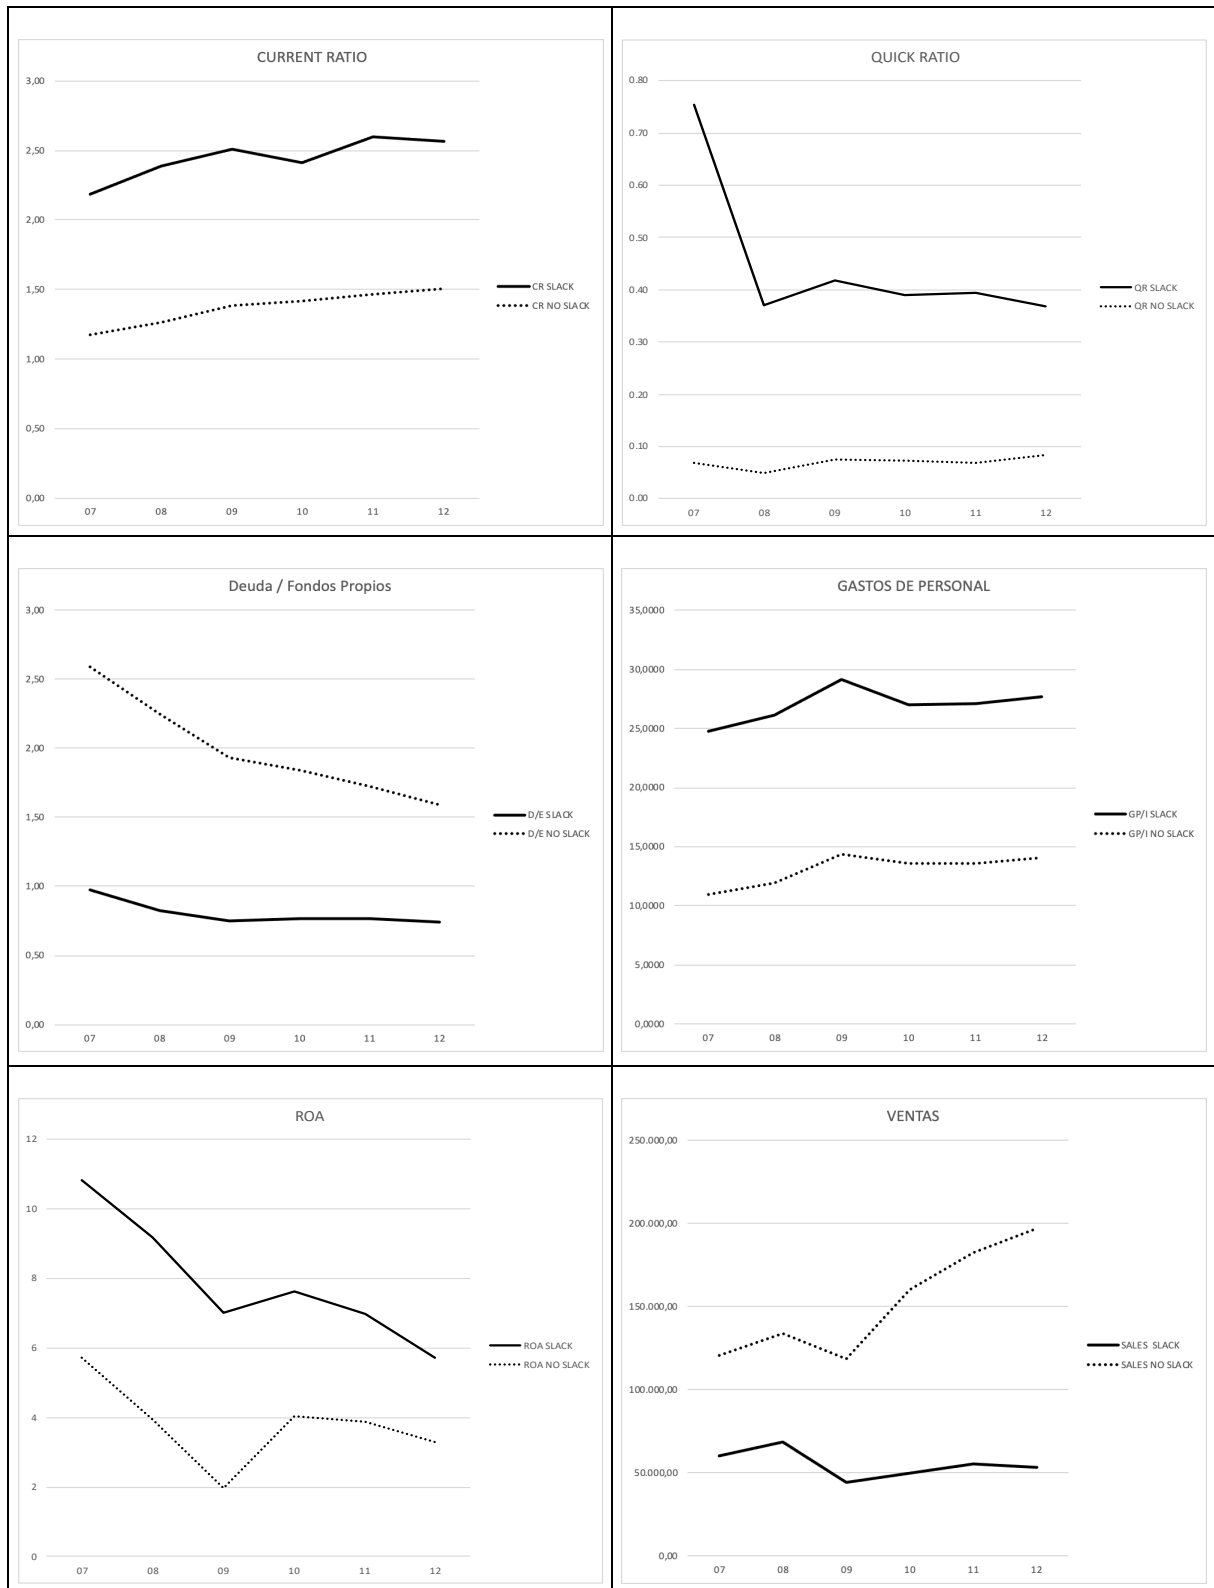 CURRENT RATIO
3,00
2,50
2,00
1,50
1,00
0,50
0,00
07 08 09 10 11 12
CR SLACK
CR NO SLACK
QUICK RATIO
0.80
0.70
0.60
0.50
0.40
0.30
0.20
0.10
0.00
07 08 09 10 11 12
QR SLACK
QR NO SLACK
Deuda / Fondos Propios
3,00
2,50
2,00
1,50
1,00
0,50
0,00
07 08 09 10 11 12
D/E SLACK
D/E NO SLACK
GASTOS DE PERSONAL
35,0000
30,0000
25,0000
20,0000
15,0000
10,0000
5,0000
0,0000
07 08 09 10 11 12
GP/I SLACK
GP/I NO SLACK
ROA
12
10
8
6
4
2
0
07 08 09 10 11 12
ROA SLACK
ROA NO SLACK
VENTAS
250.000,00
200.000,00
150.000,00
100.000,00
50.000,00
0,00
07 08 09 10 11 12
SALES SLACK
SALES NO SLACK